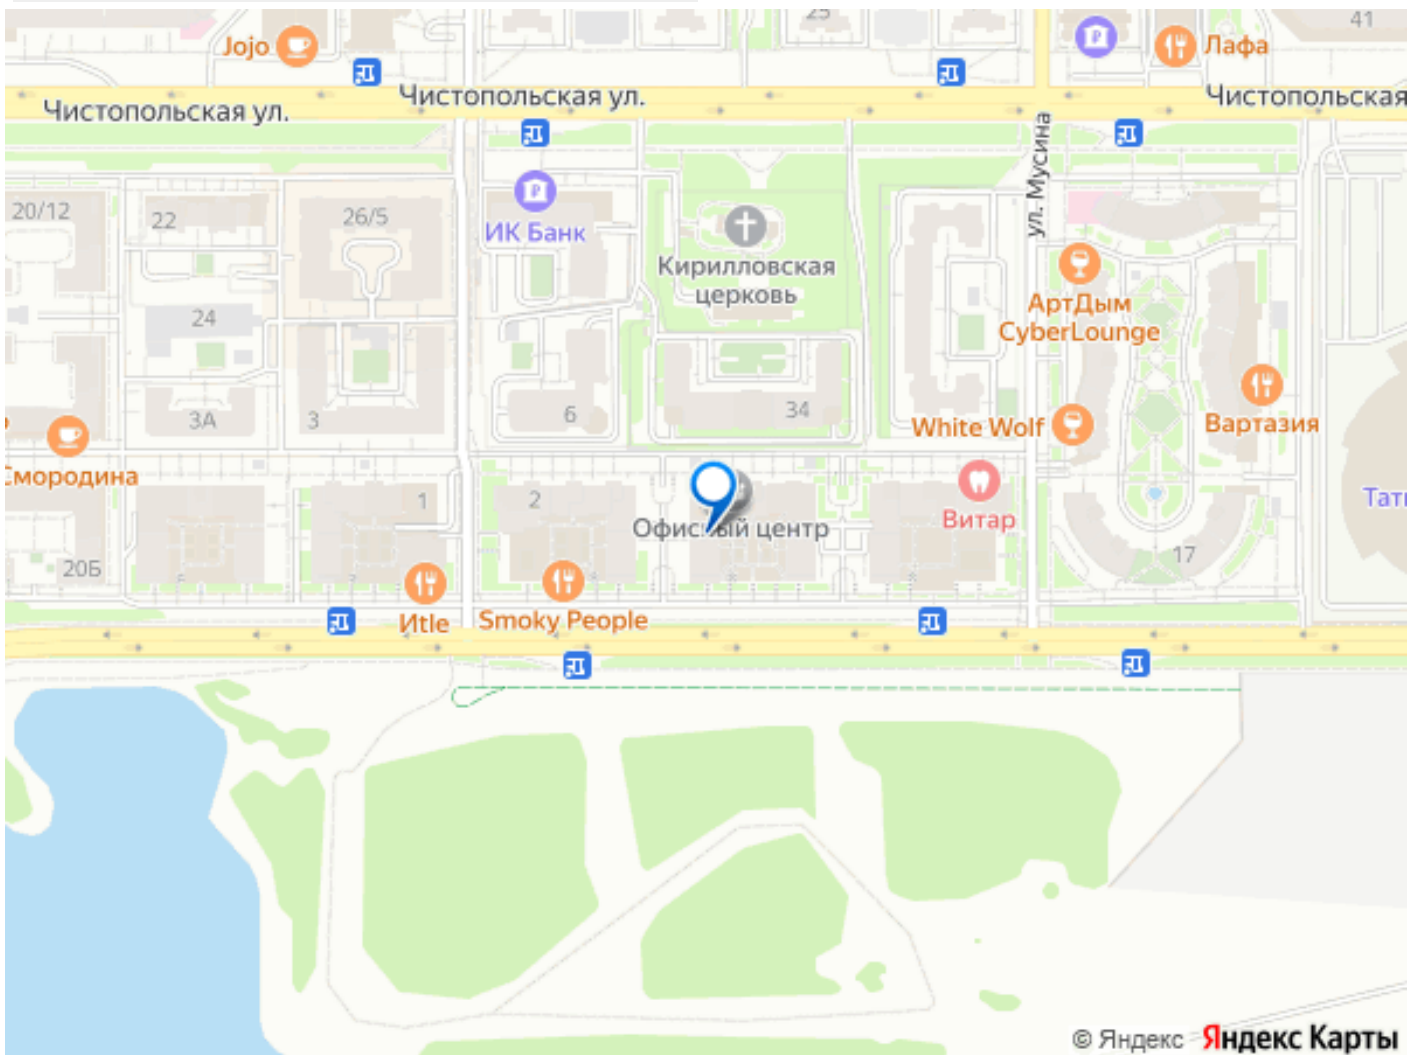 25
41
Jojo
Лафа
Чистопольская ул.
Чистопольская ул.
Чистопольская
ул. Мусина
20/12
22
26/5
ИК Банк
Кирилловская
церковь
АртДым
CyberLounge
24
3А
3
6
34
White Wolf
Вартазия
Смородина
1
2
Офисный центр
Витар
17
20Б
Итle
Smoky People
© Яндекс Яндекс Карты